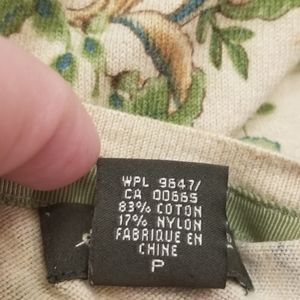 WPL 9647/
CA 00665
83% COTON
17% NYLON
FABRIQUE EN
CHINE
P